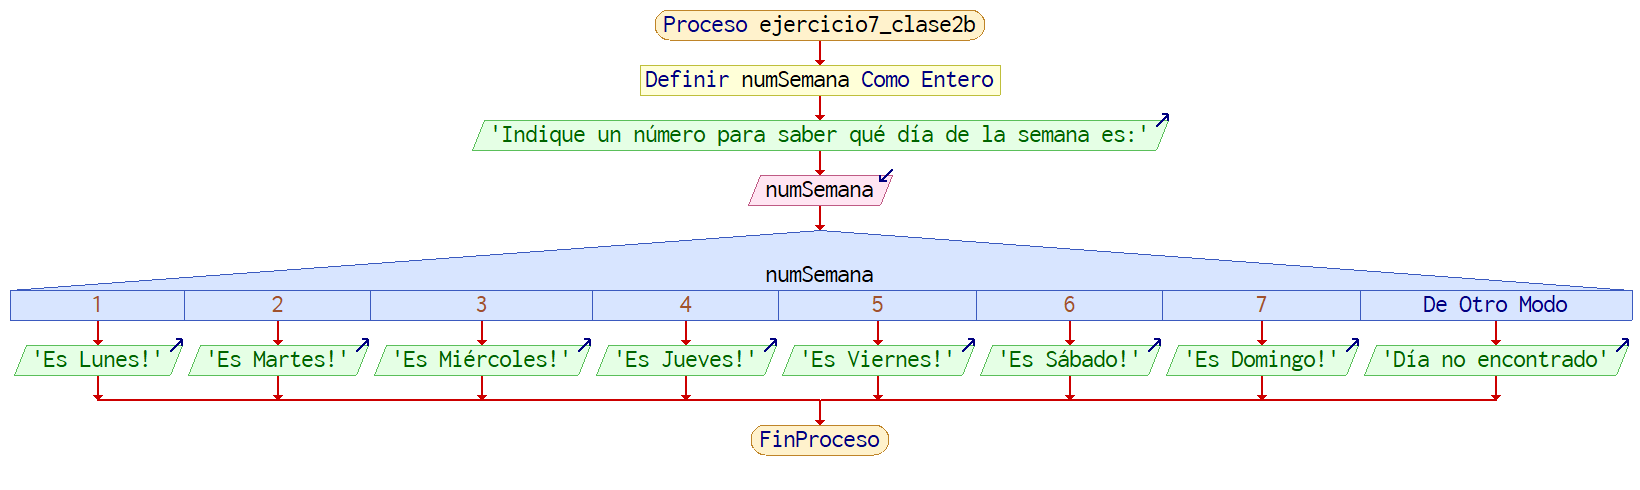 Proceso ejercicio7_clase2b
Definir numSemana Como Entero
'Indique un número para saber qué día de la semana es:'
numSemana
numSemana
1 2 3 4 5 6 7 De Otro Modo
'Es Lunes!' 'Es Martes!' 'Es Miércoles!' 'Es Jueves!' 'Es Viernes!' 'Es Sábado!' 'Es Domingo!' 'Día no encontrado'
FinProceso